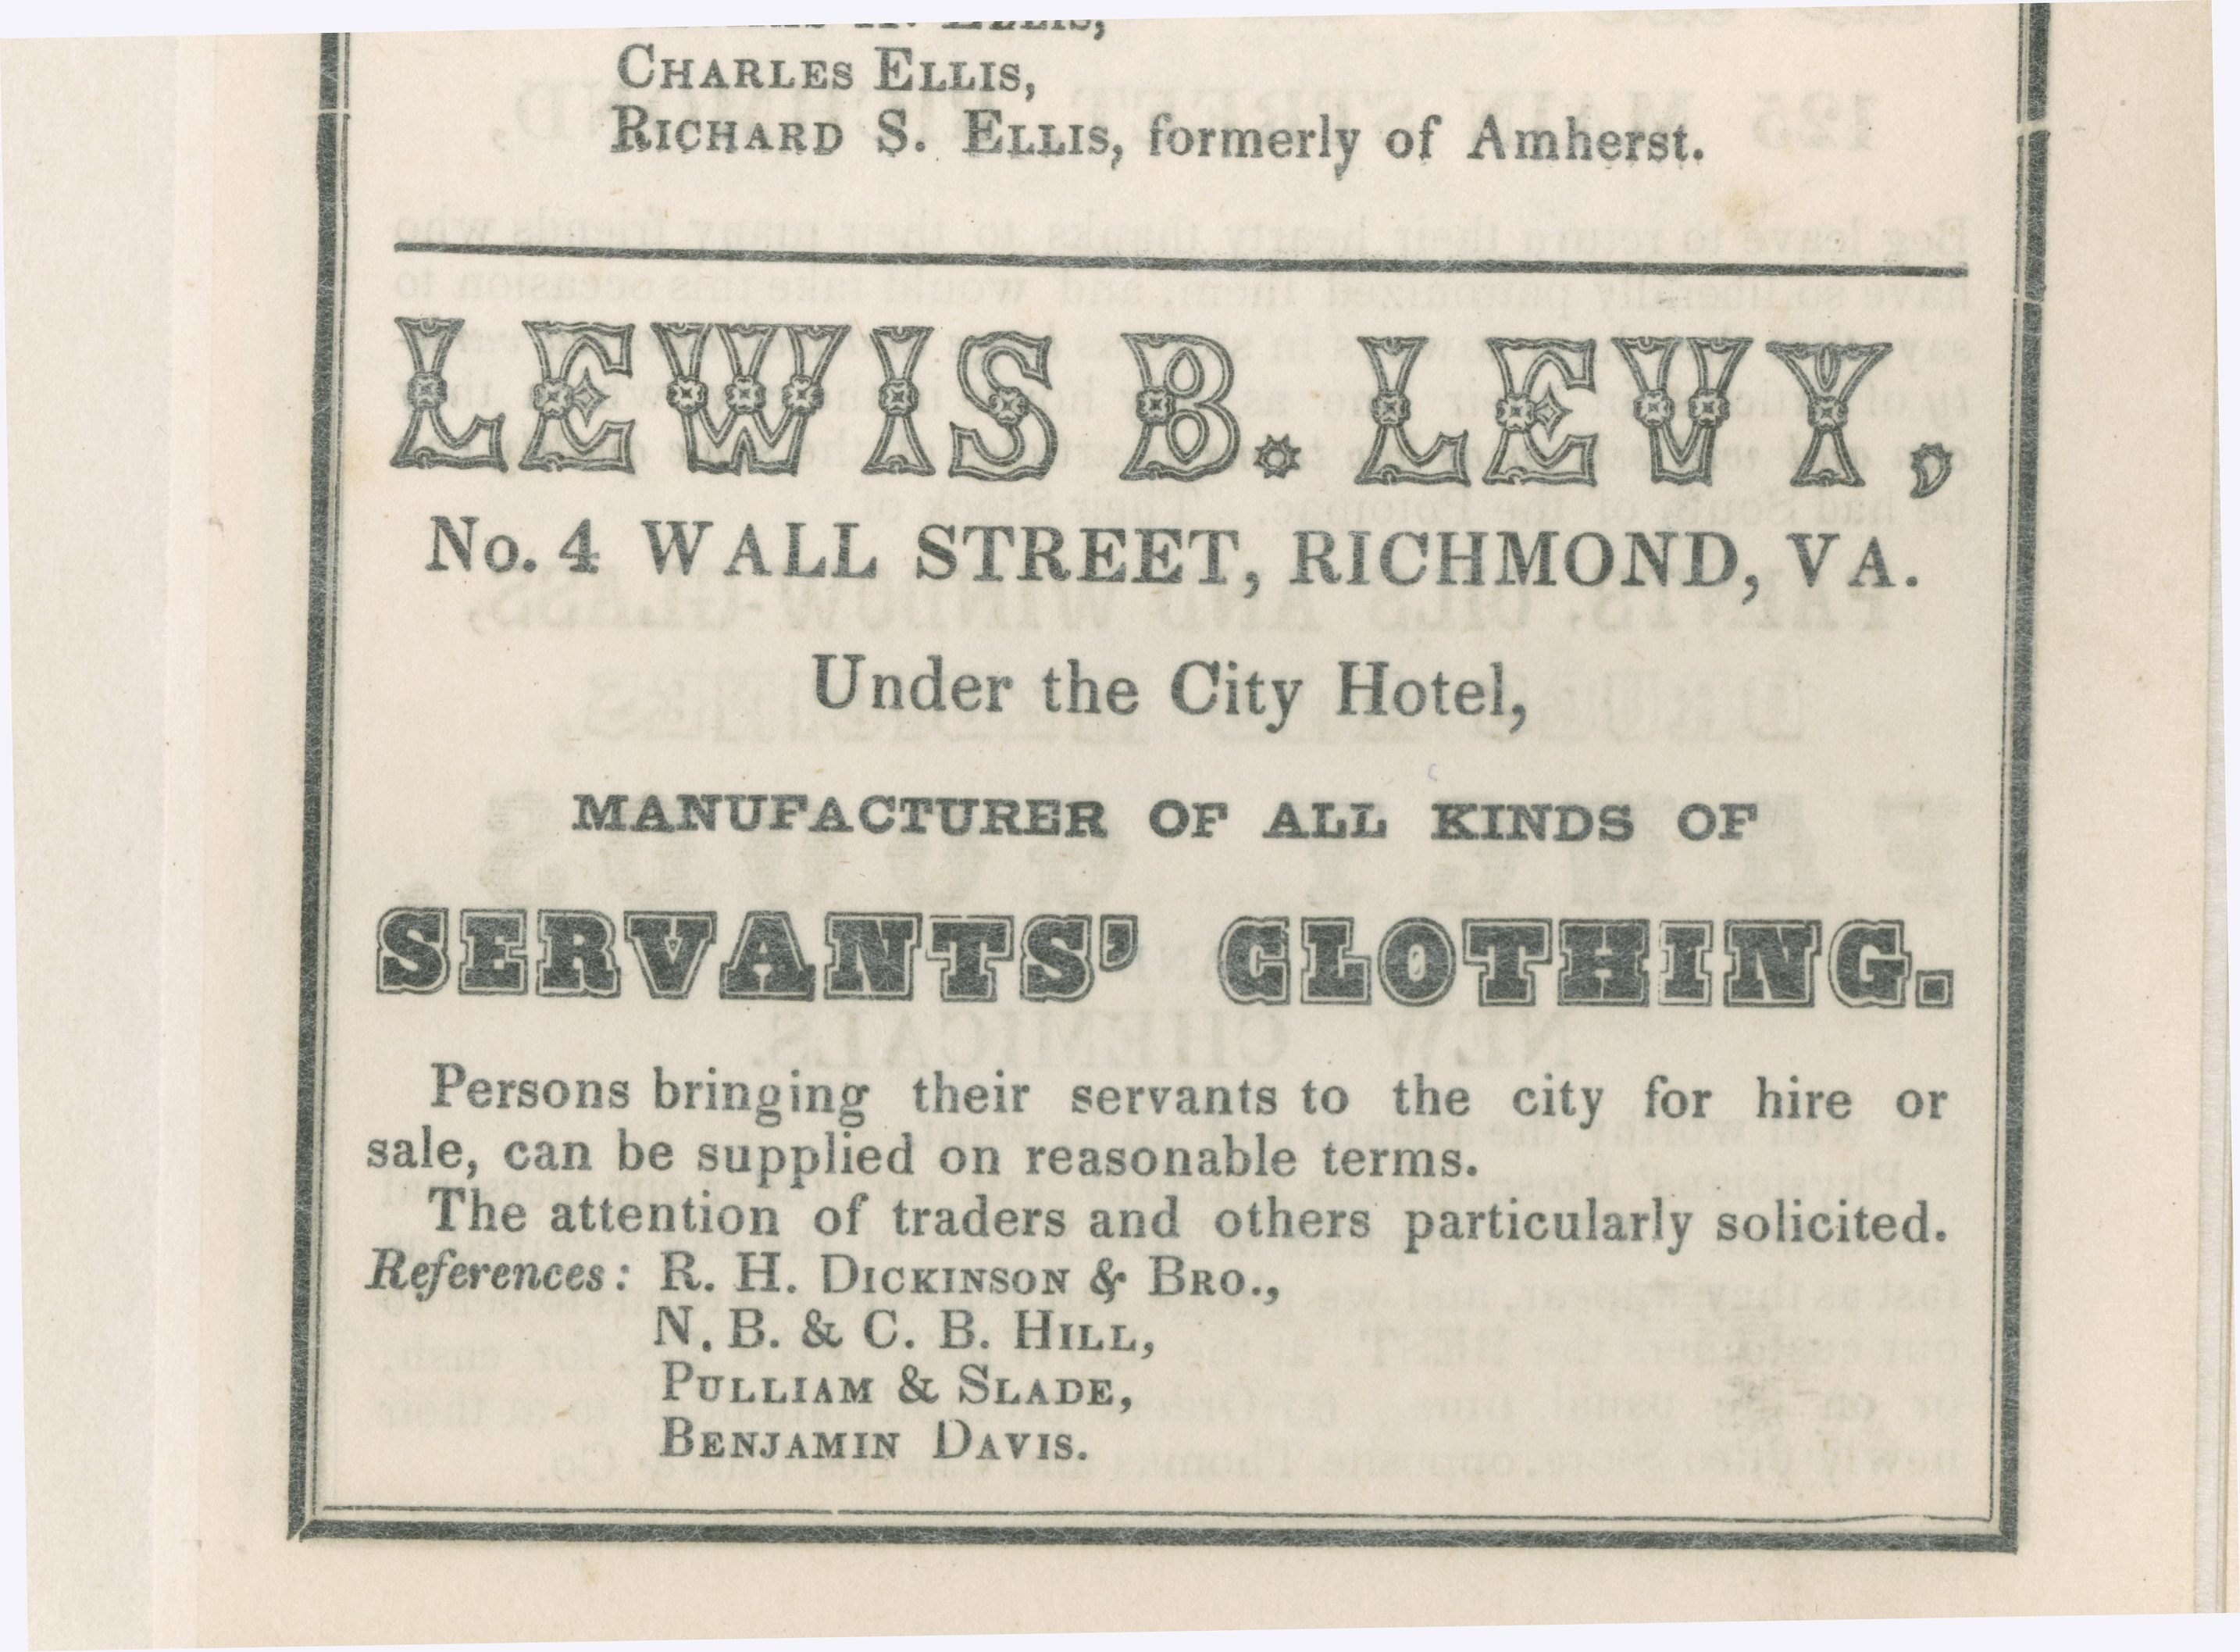 ELLIS,
CHARLES ELLIS,
RICHARD S. ELLIS, formerly of Amherst.
LEWIS B. LEVY,
No. 4 WALL STREET, RICHMOND, VA.
Under the City Hotel,
MANUFACTURER OF ALL KINDS OF
SERVANTS' CLOTHING.
Persons bringing their servants to the city for hire or
sale, can be supplied on reasonable terms.
The attention of traders and others particularly solicited.
References: R. H. DICKINSON & BRO.,
N. B. & C. B. HILL,
PULLIAM & SLADE,
BENJAMIN DAVIS.